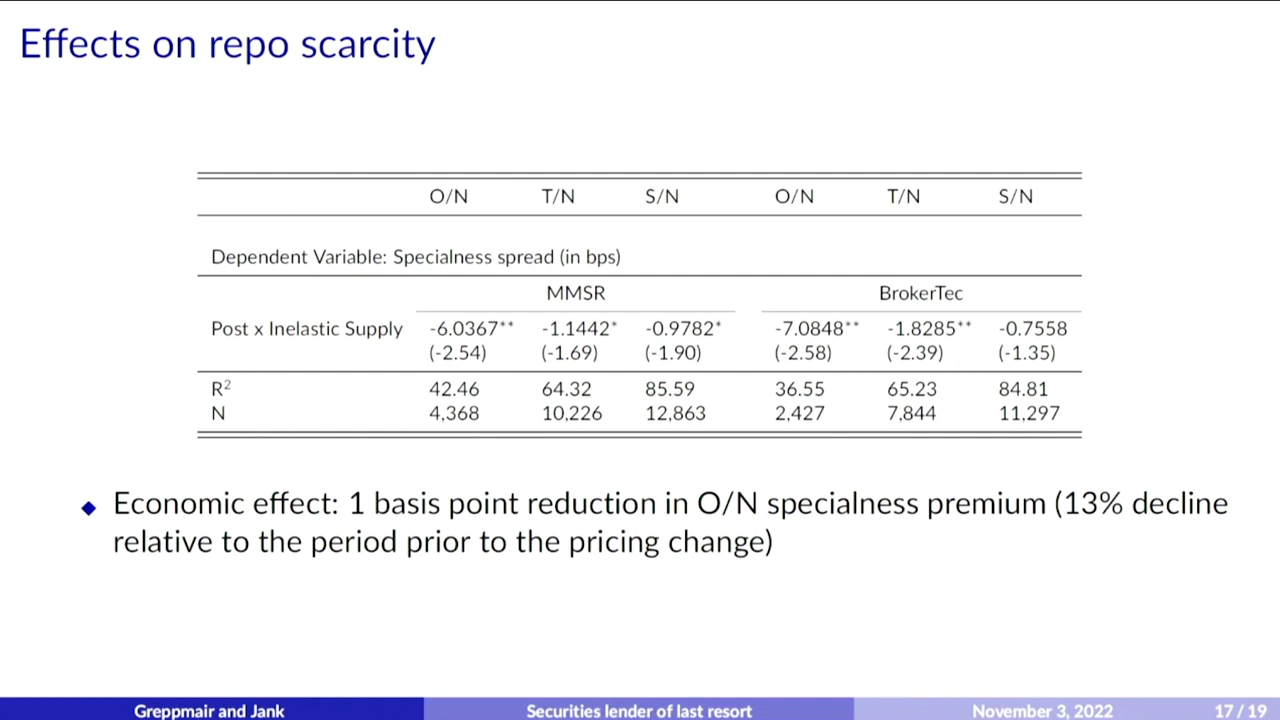 Effects on repo scarcity
O/N T/N S/N O/N T/N S/N
Dependent Variable: Specialness spread (in bps)
MMSR BrokerTec
Post x Inelastic Supply -6.0367** -1.1442* -0.9782* -7.0848** -1.8285** -0.7558
(-2.54) (-1.69) (-1.90) (-2.58) (-2.39) (-1.35)
R² 42.46 64.32 85.59 36.55 65.23 84.81
N 4,368 10,226 12,863 2,427 7,844 11,297
◆ Economic effect: 1 basis point reduction in O/N specialness premium (13% decline
relative to the period prior to the pricing change)
Greppmair and Jank Securities lender of last resort November 3, 2022 17 / 19